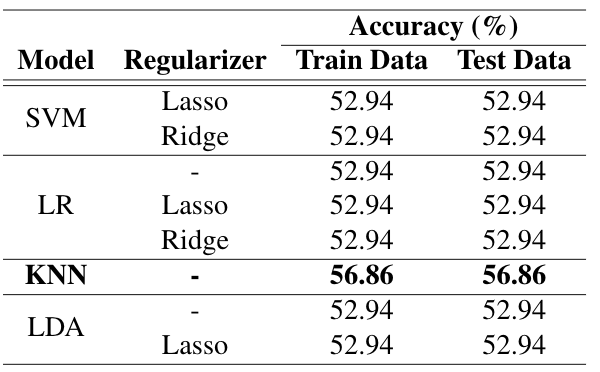 Accuracy (%)
Model Regularizer Train Data Test Data
SVM Lasso 52.94 52.94
Ridge 52.94 52.94
LR - 52.94 52.94
Lasso 52.94 52.94
Ridge 52.94 52.94
KNN - 56.86 56.86
LDA - 52.94 52.94
Lasso 52.94 52.94